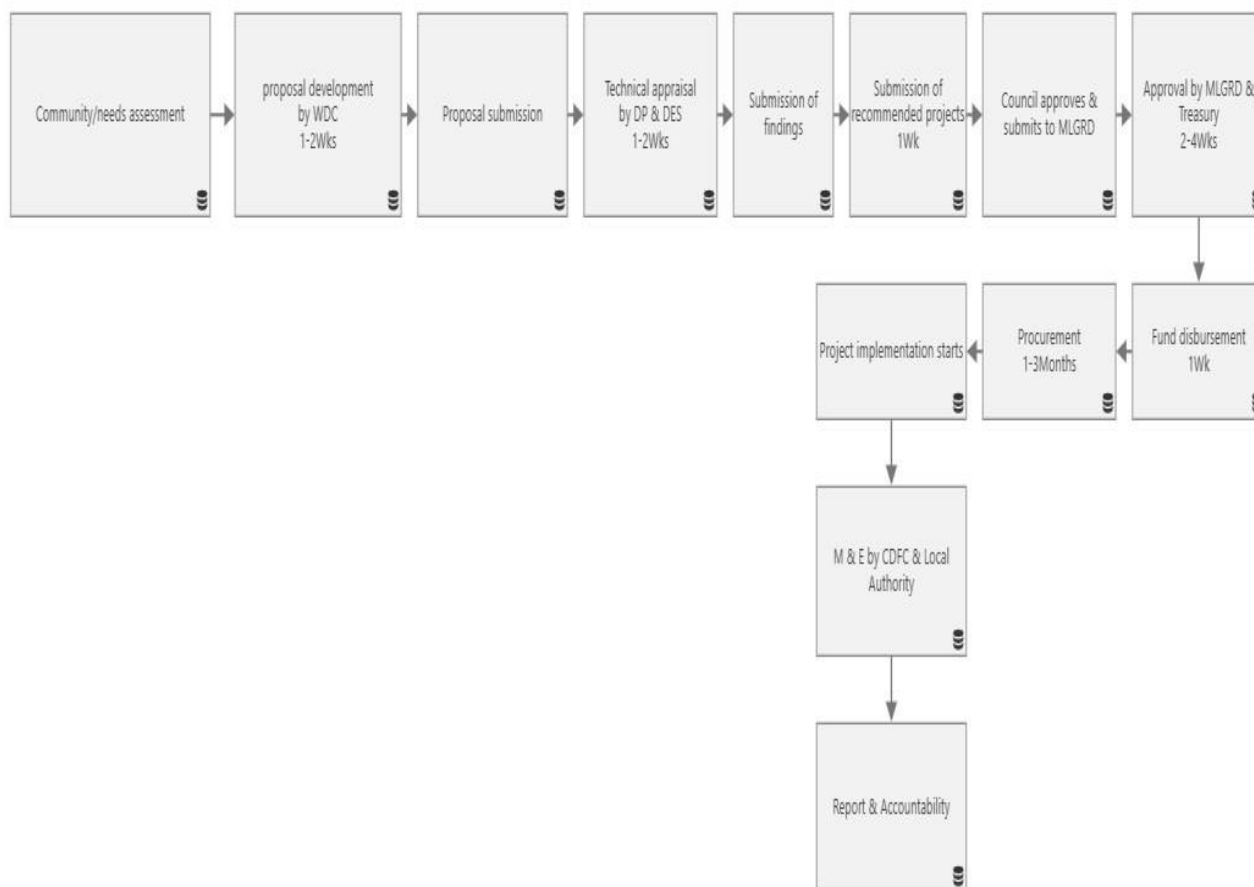 Community/needs assessment
proposal development
by WDC
1-2Wks
Proposal submission
Technical appraisal
by DP & DES
1-2Wks
Submission of
findings
Submission of
recommended projects
1Wk
Council approves &
submits to MLGRD
Approval by MLGRD &
Treasury
2-4Wks
Fund disbursement
1Wk
Procurement
1-3Months
Project implementation starts
M & E by CDFC & Local
Authority
Report & Accountability